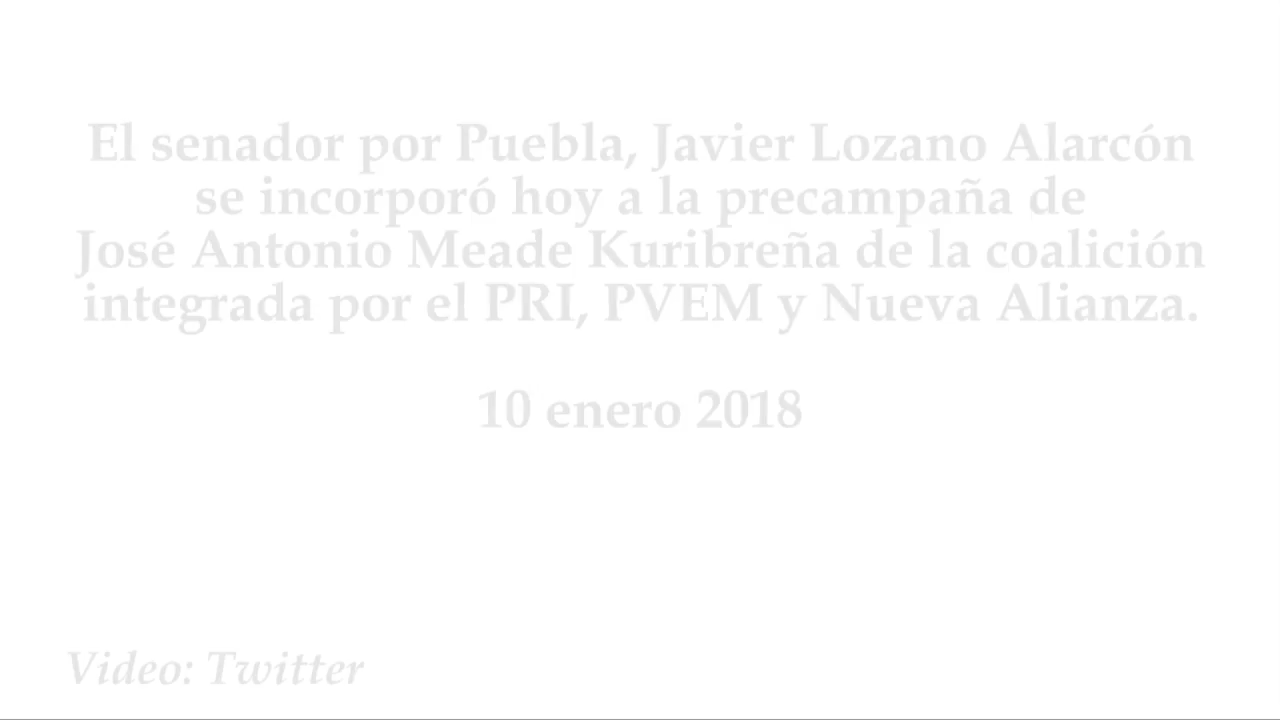 El senador por Puebla, Javier Lozano Alarcón
se incorporó hoy a la precampaña de
José Antonio Meade Kuribreña de la coalición
integrada por el PRI, PVEM y Nueva Alianza.
10 enero 2018
Video: Twitter